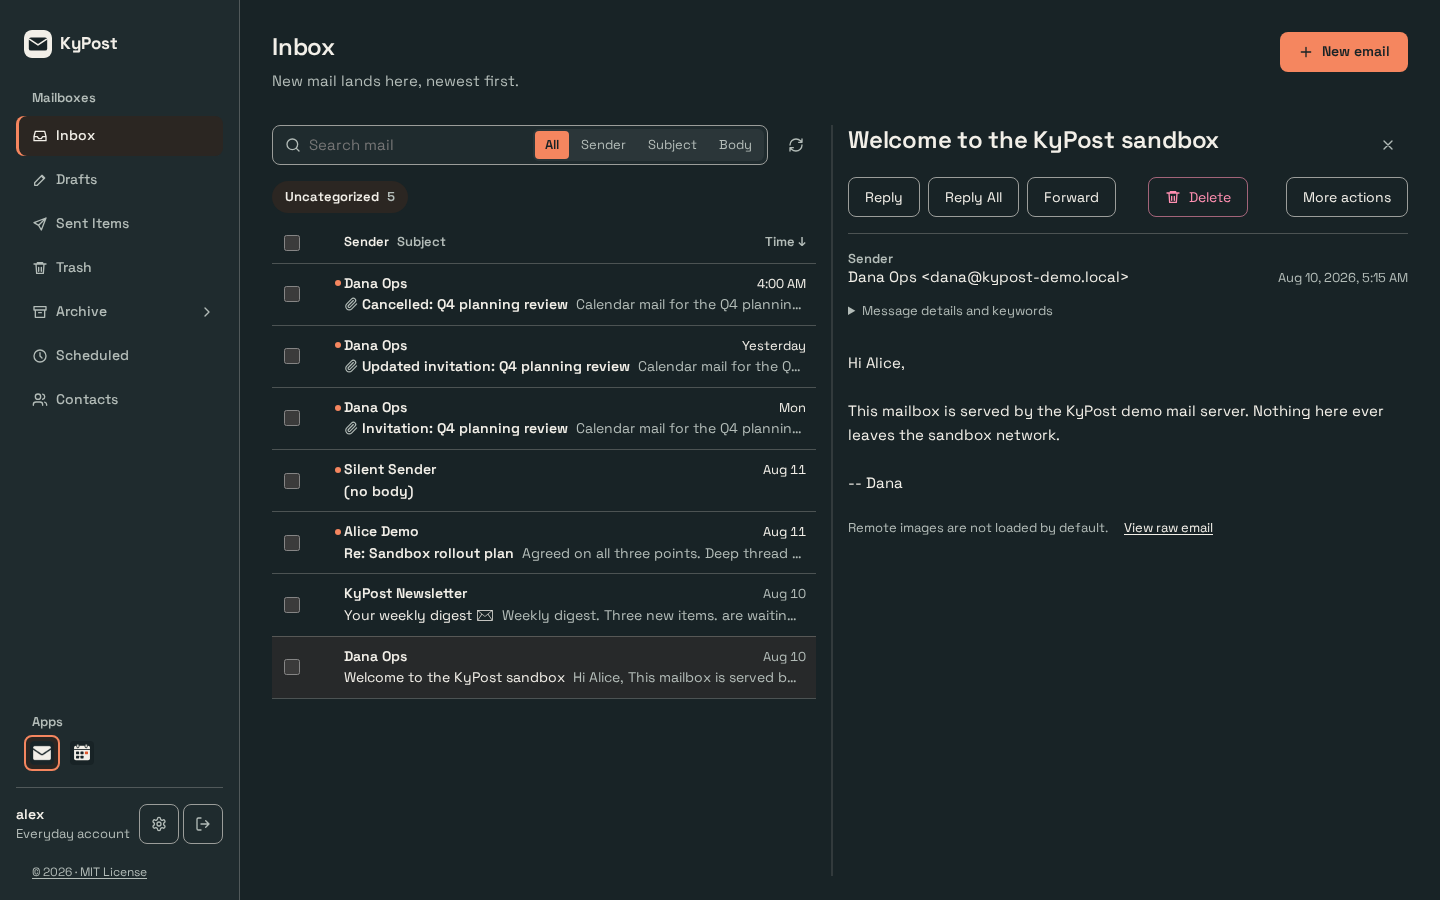 KyPost
Mailboxes
Inbox
Drafts
Sent Items
Trash
Archive
Scheduled
Contacts
Apps
alex
Everyday account
© 2026 · MIT License
Inbox
New mail lands here, newest first.
New email
Search mail
All Sender Subject Body
Uncategorized 5
Sender Subject Time ↓
Dana Ops 4:00 AM
Cancelled: Q4 planning review Calendar mail for the Q4 plannin...
Dana Ops Yesterday
Updated invitation: Q4 planning review Calendar mail for the Q...
Dana Ops Mon
Invitation: Q4 planning review Calendar mail for the Q4 plannin...
Silent Sender Aug 11
(no body)
Alice Demo Aug 11
Re: Sandbox rollout plan Agreed on all three points. Deep thread ...
KyPost Newsletter Aug 10
Your weekly digest ✉ Weekly digest. Three new items. are waitin...
Dana Ops Aug 10
Welcome to the KyPost sandbox Hi Alice, This mailbox is served b...
Welcome to the KyPost sandbox
Reply Reply All Forward Delete More actions
Sender
Dana Ops <dana@kypost-demo.local> Aug 10, 2026, 5:15 AM
Message details and keywords
Hi Alice,
This mailbox is served by the KyPost demo mail server. Nothing here ever
leaves the sandbox network.
-- Dana
Remote images are not loaded by default. View raw email